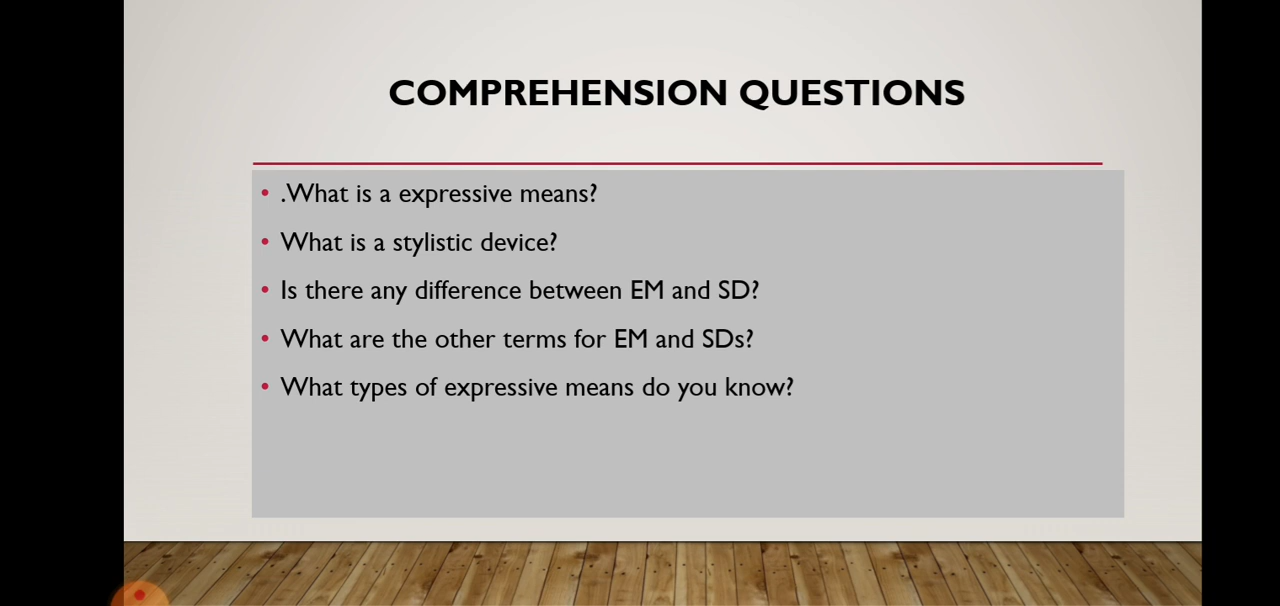 COMPREHENSION QUESTIONS
• .What is a expressive means?
• What is a stylistic device?
• Is there any difference between EM and SD?
• What are the other terms for EM and SDs?
• What types of expressive means do you know?